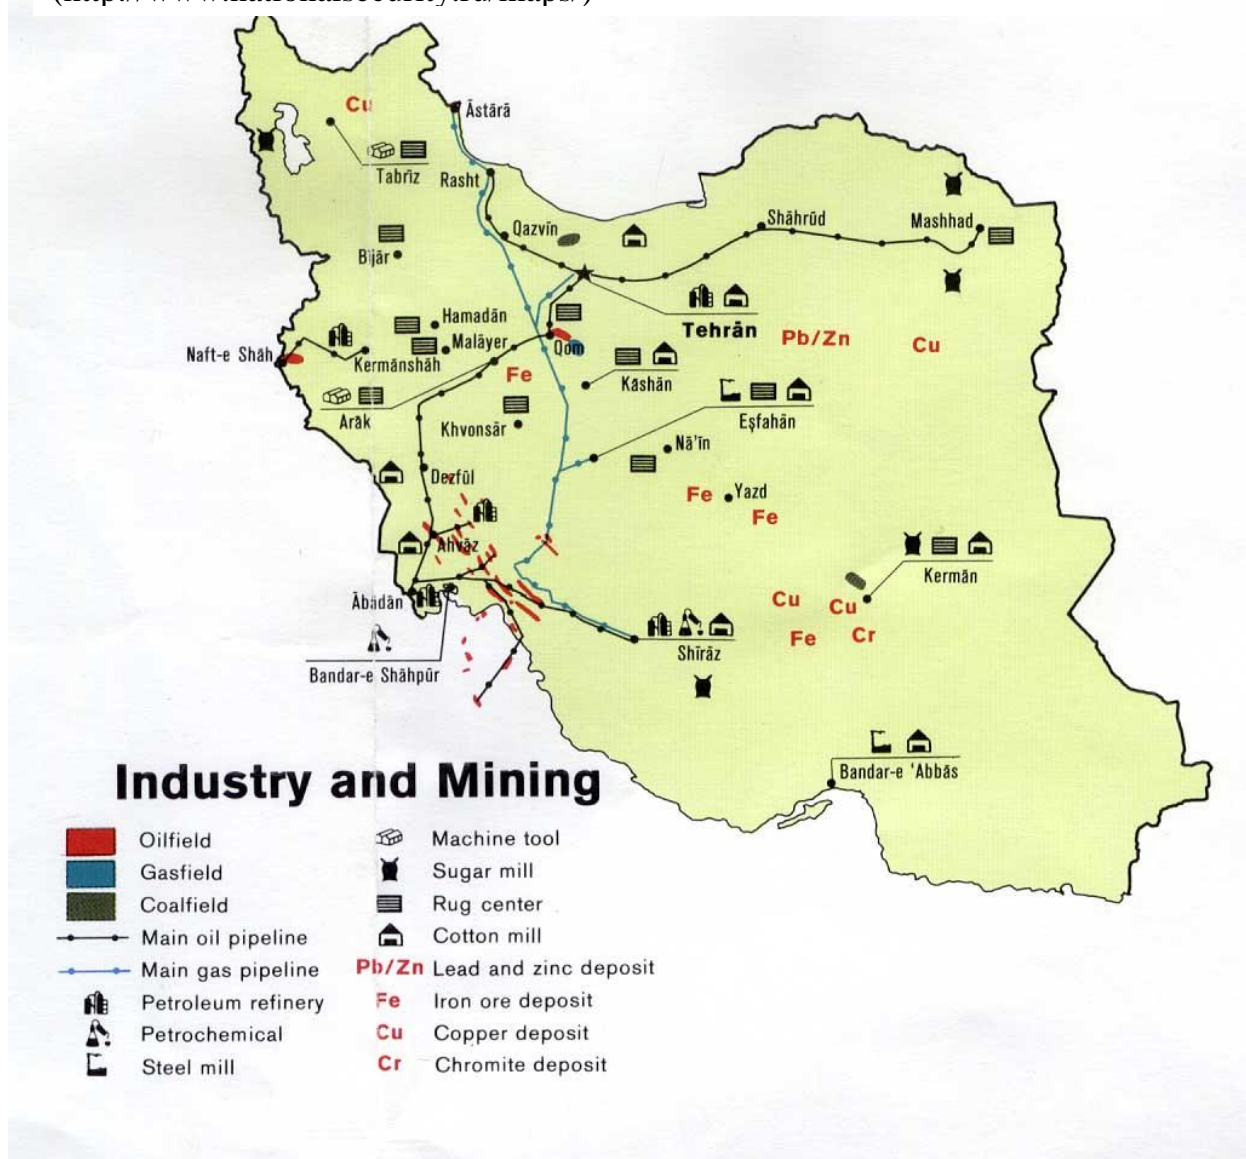 Cu
Āstārā
Tabrīz
Rasht
Qazvīn
Shāhrūd
Mashhad
Bījār
Hamadān
Tehrān
Pb/Zn
Cu
Naft-e Shāh
Malāyer
Qom
Kermānshāh
Fe
Kāshān
Arāk
Khvonsār
Eşfahān
Nā'īn
Dezfūl
Fe
Yazd
Fe
Ahvāz
Kermān
Ābādān
Cu
Cu
Fe
Cr
Shīrāz
Bandar-e Shāhpūr
Bandar-e 'Abbās
Industry and Mining
Oilfield
Gasfield
Coalfield
Main oil pipeline
Main gas pipeline
Petroleum refinery
Petrochemical
Steel mill
Machine tool
Sugar mill
Rug center
Cotton mill
Pb/Zn Lead and zinc deposit
Fe Iron ore deposit
Cu Copper deposit
Cr Chromite deposit